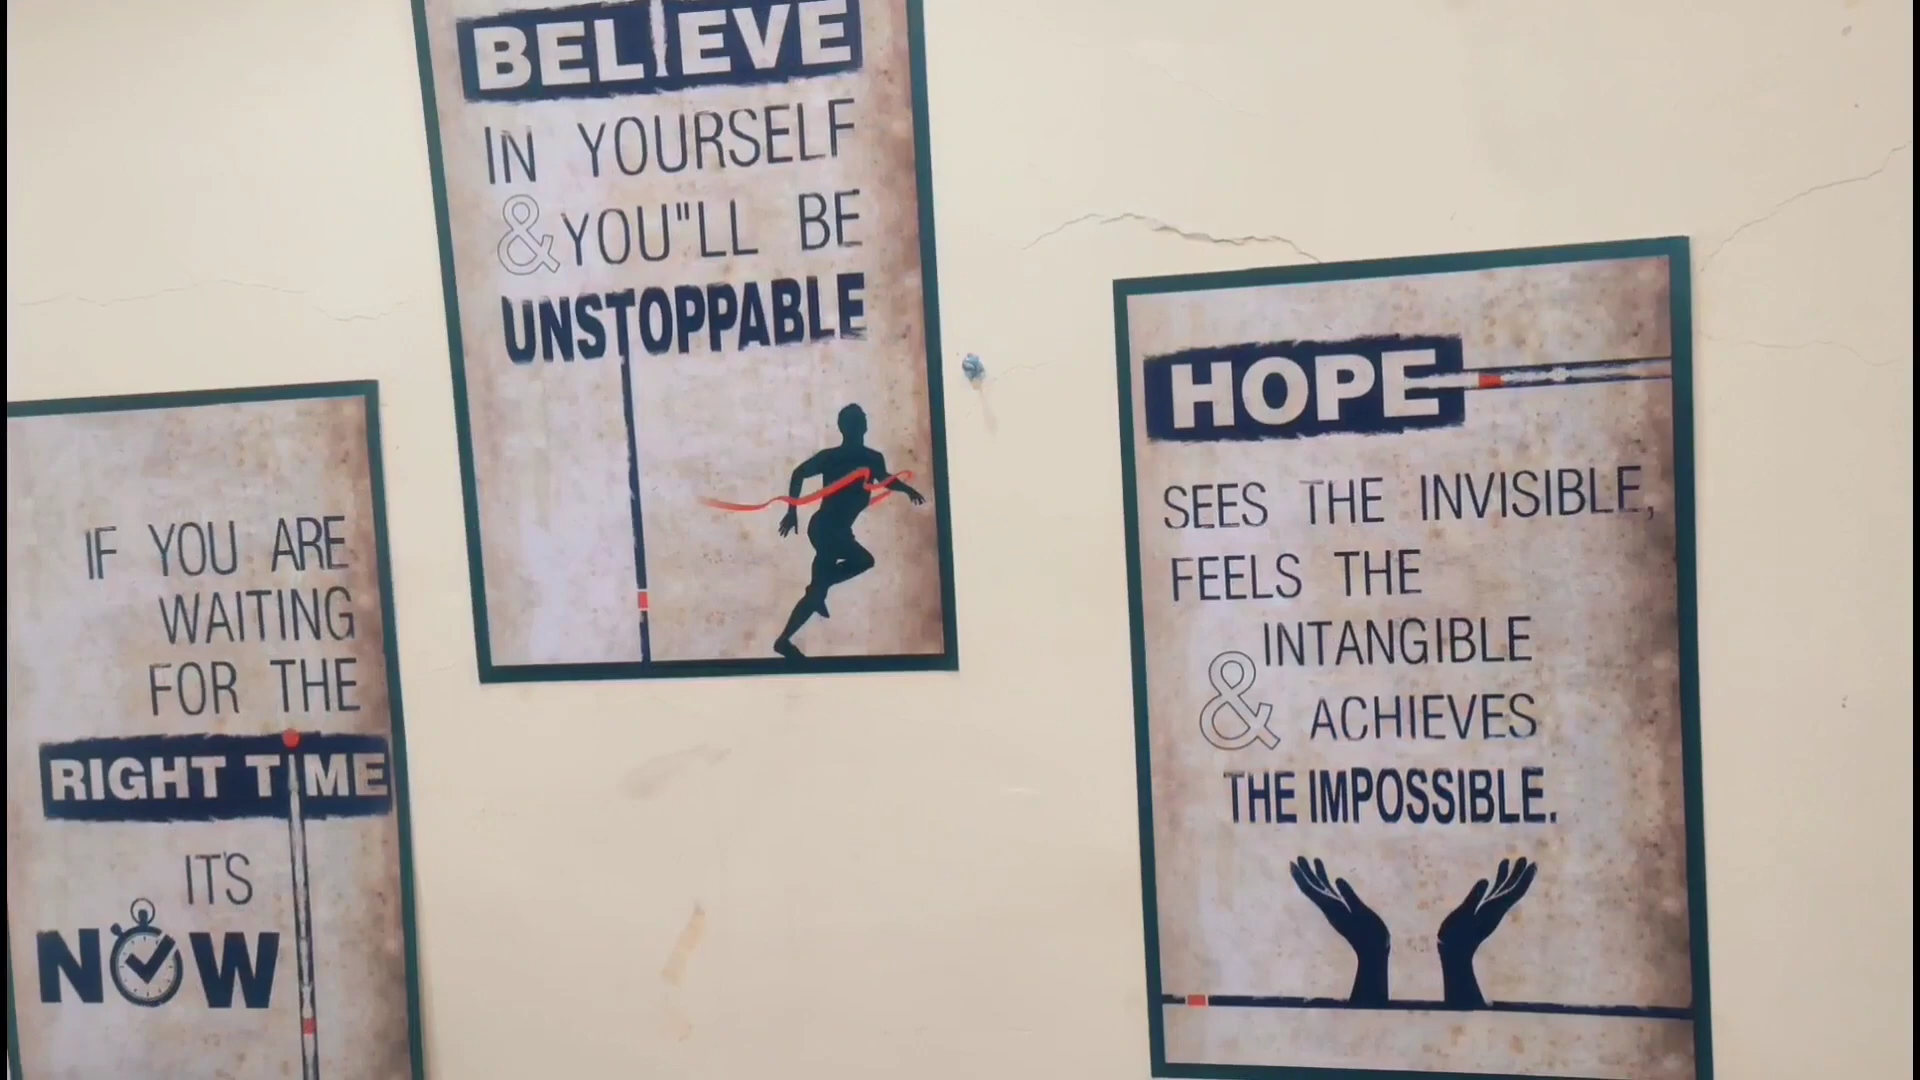 BELIEVE
IN YOURSELF
& YOU"LL BE
UNSTOPPABLE
IF YOU ARE
WAITING
FOR THE
RIGHT TIME
IT'S
NOW
HOPE
SEES THE INVISIBLE,
FEELS THE
INTANGIBLE
& ACHIEVES
THE IMPOSSIBLE.